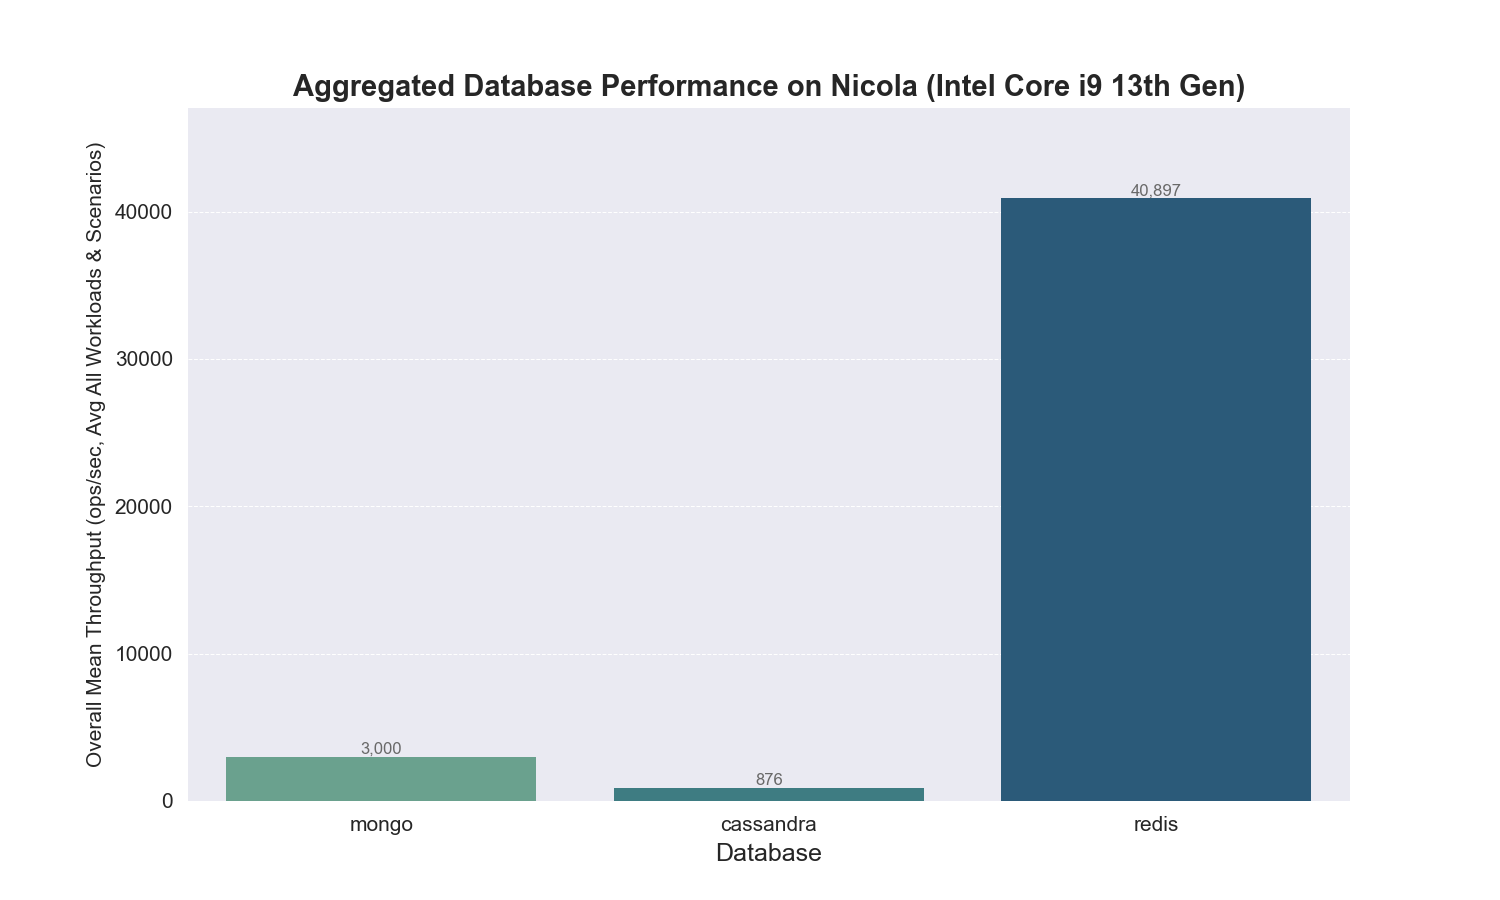 Aggregated Database Performance on Nicola (Intel Core i9 13th Gen)
Overall Mean Throughput (ops/sec, Avg All Workloads & Scenarios)
40000
30000
20000
10000
0
3,000
876
40,897
mongo
cassandra
redis
Database